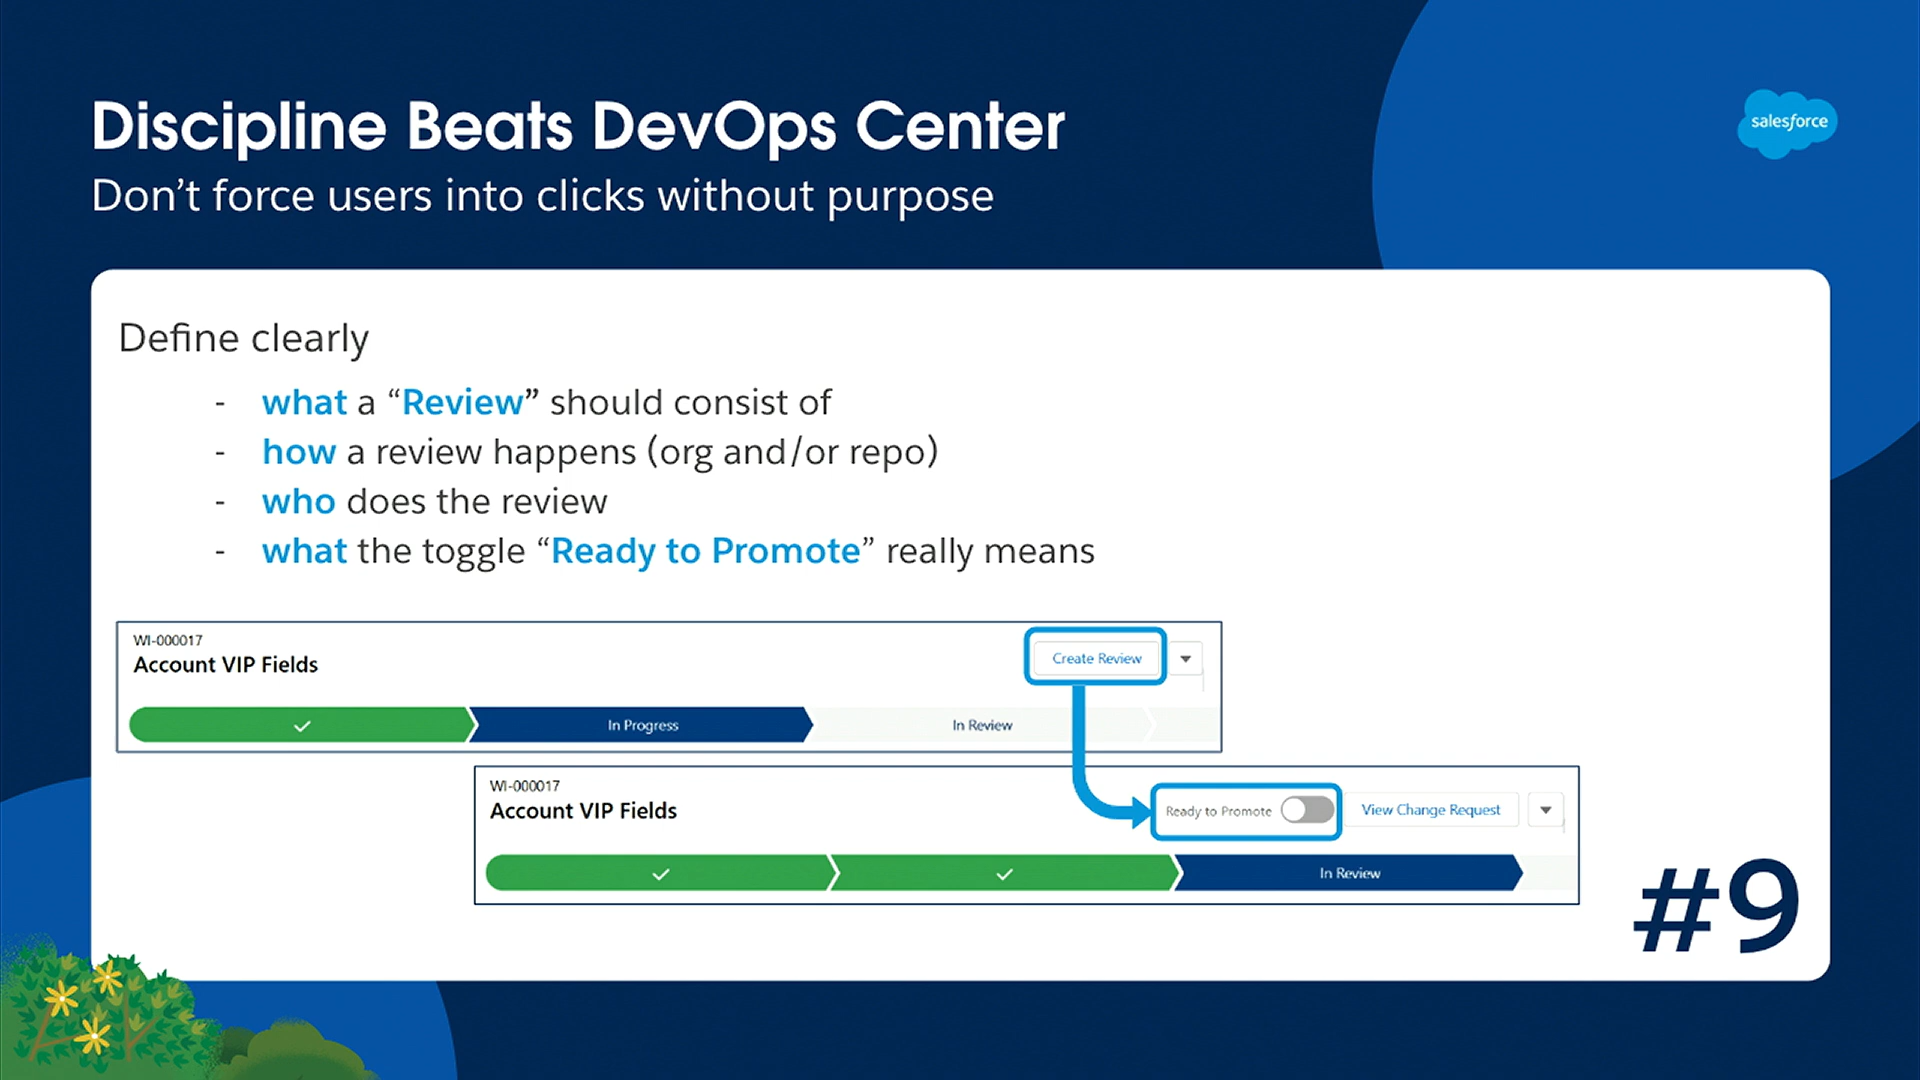 Discipline Beats DevOps Center
Don’t force users into clicks without purpose
salesforce
Define clearly
- what a “Review” should consist of
- how a review happens (org and/or repo)
- who does the review
- what the toggle “Ready to Promote” really means
WI-000017
Account VIP Fields
Create Review
In Progress
In Review
WI-000017
Account VIP Fields
Ready to Promote
View Change Request
In Review
#9